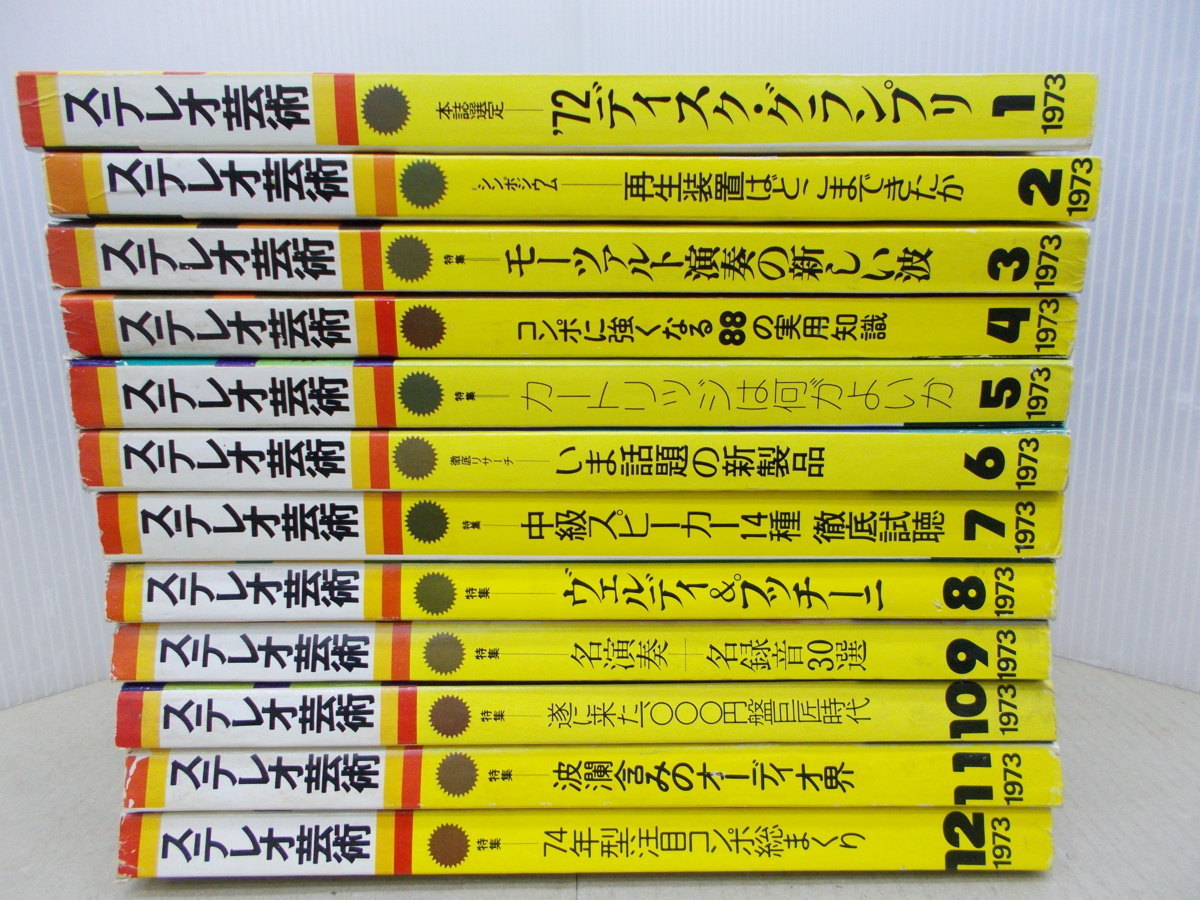 ステレオ芸術 本誌選定 '72ディスク・グランプリ 1 1973
ステレオ芸術 シンポジウム 再生装置はどこまできたか 2 1973
ステレオ芸術 特集 モーツァルト演奏の新しい波 3 1973
ステレオ芸術 コンポに強くなる88の実用知識 4 1973
ステレオ芸術 特集 カートリッジは何がよいか 5 1973
ステレオ芸術 徹底リサーチ いま話題の新製品 6 1973
ステレオ芸術 特集 中級スピーカー14種徹底試聴 7 1973
ステレオ芸術 特集 ヴェルディ&プッチーニ 8 1973
ステレオ芸術 特集 名演奏―名録音30選 9 1973
ステレオ芸術 特集 遂に来た一、〇〇〇円盤巨匠時代 10 1973
ステレオ芸術 特集 波瀾含みのオーディオ界 11 1973
ステレオ芸術 特集 74年型注目コンポ総まくり 12 1973